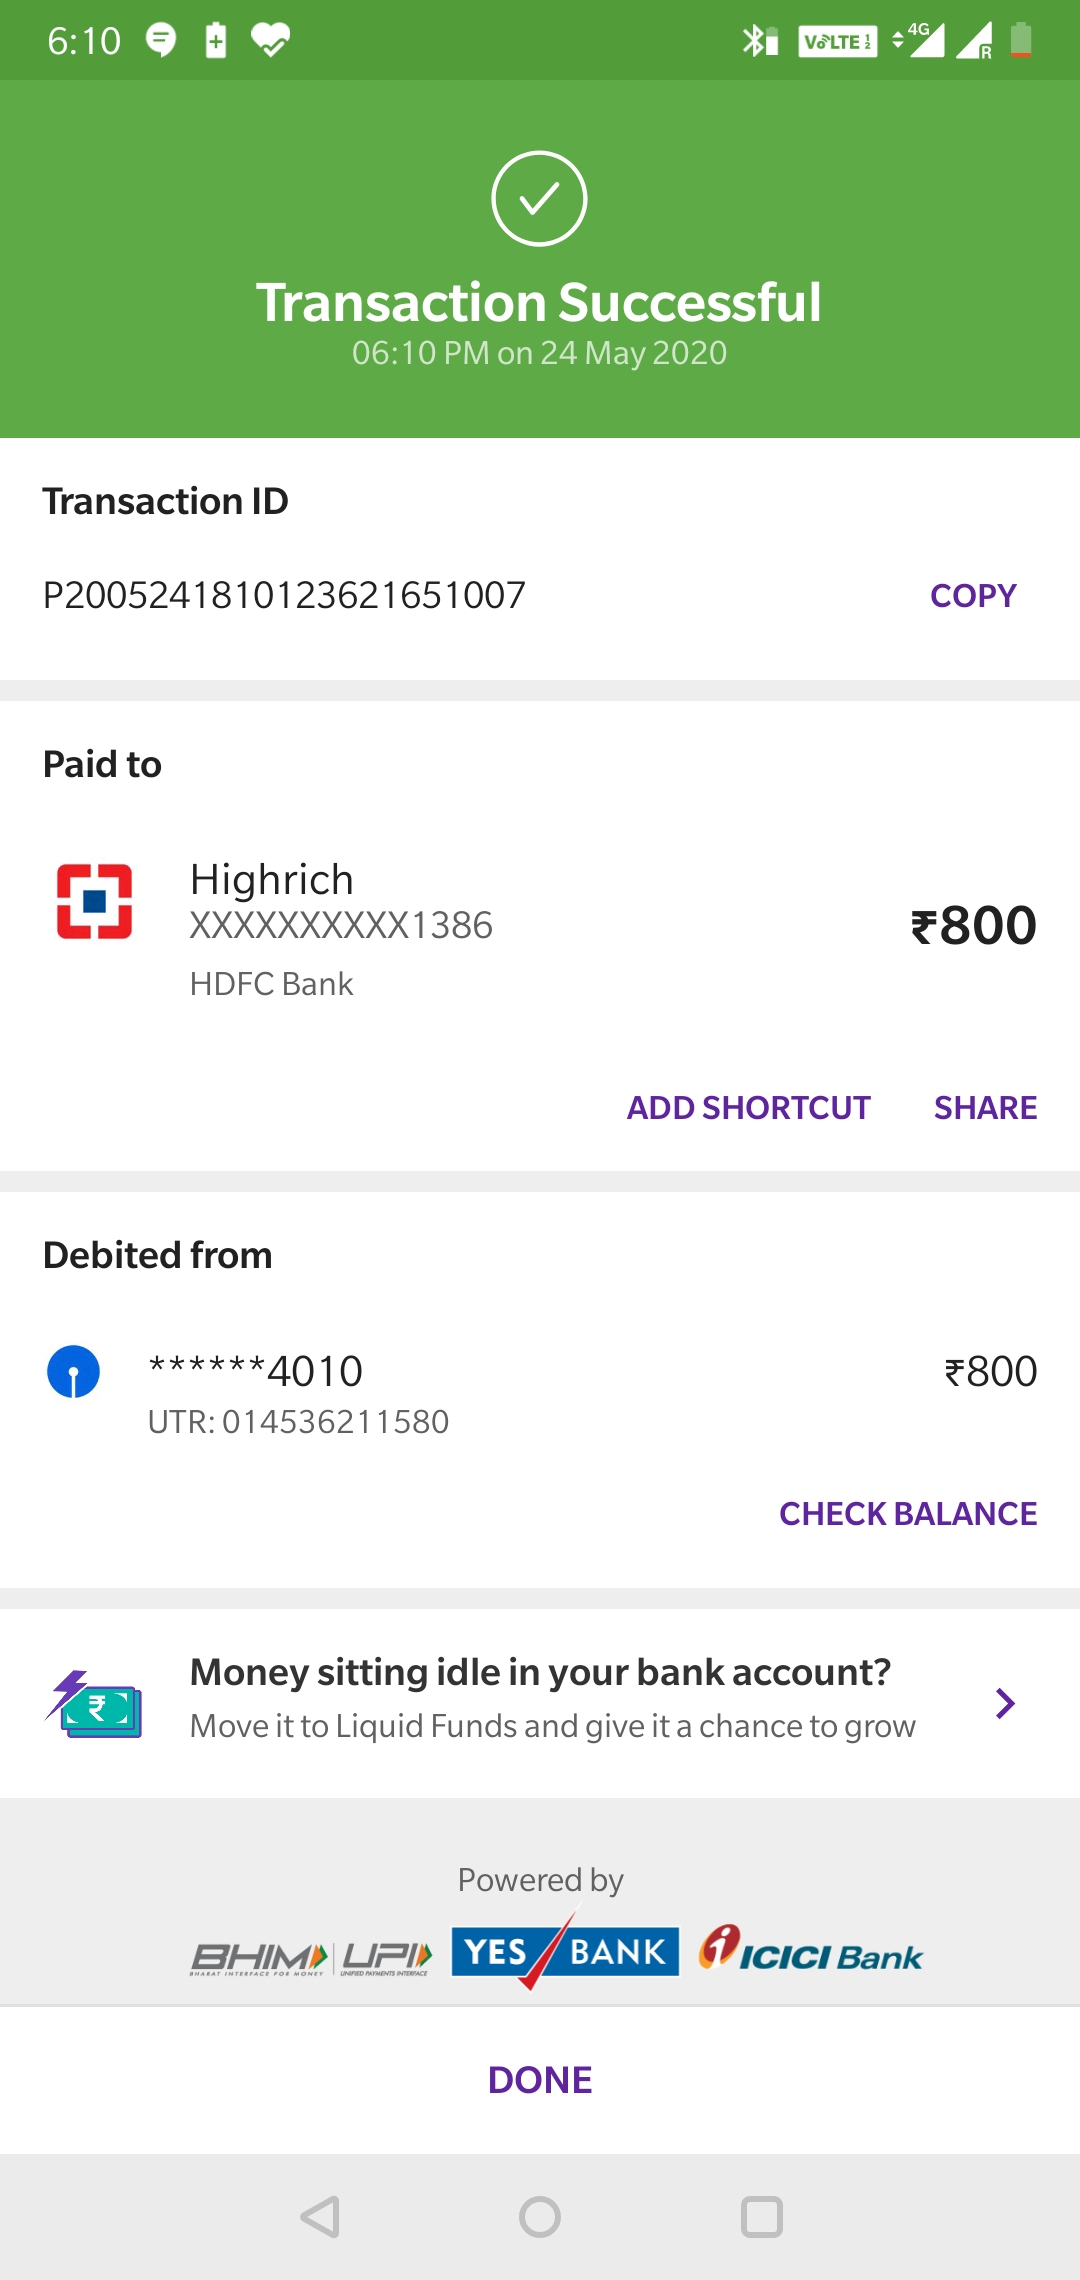 6:10
VoLTE 1 2 4G R
Transaction Successful
06:10 PM on 24 May 2020
Transaction ID
P2005241810123621651007 COPY
Paid to
Highrich
XXXXXXXXXX1386
₹800
HDFC Bank
ADD SHORTCUT SHARE
Debited from
******4010 ₹800
UTR: 014536211580
CHECK BALANCE
Money sitting idle in your bank account?
Move it to Liquid Funds and give it a chance to grow
Powered by
BHIM UPI YES BANK ICICI Bank
BHARAT INTERFACE FOR MONEY UNIFIED PAYMENTS INTERFACE
DONE